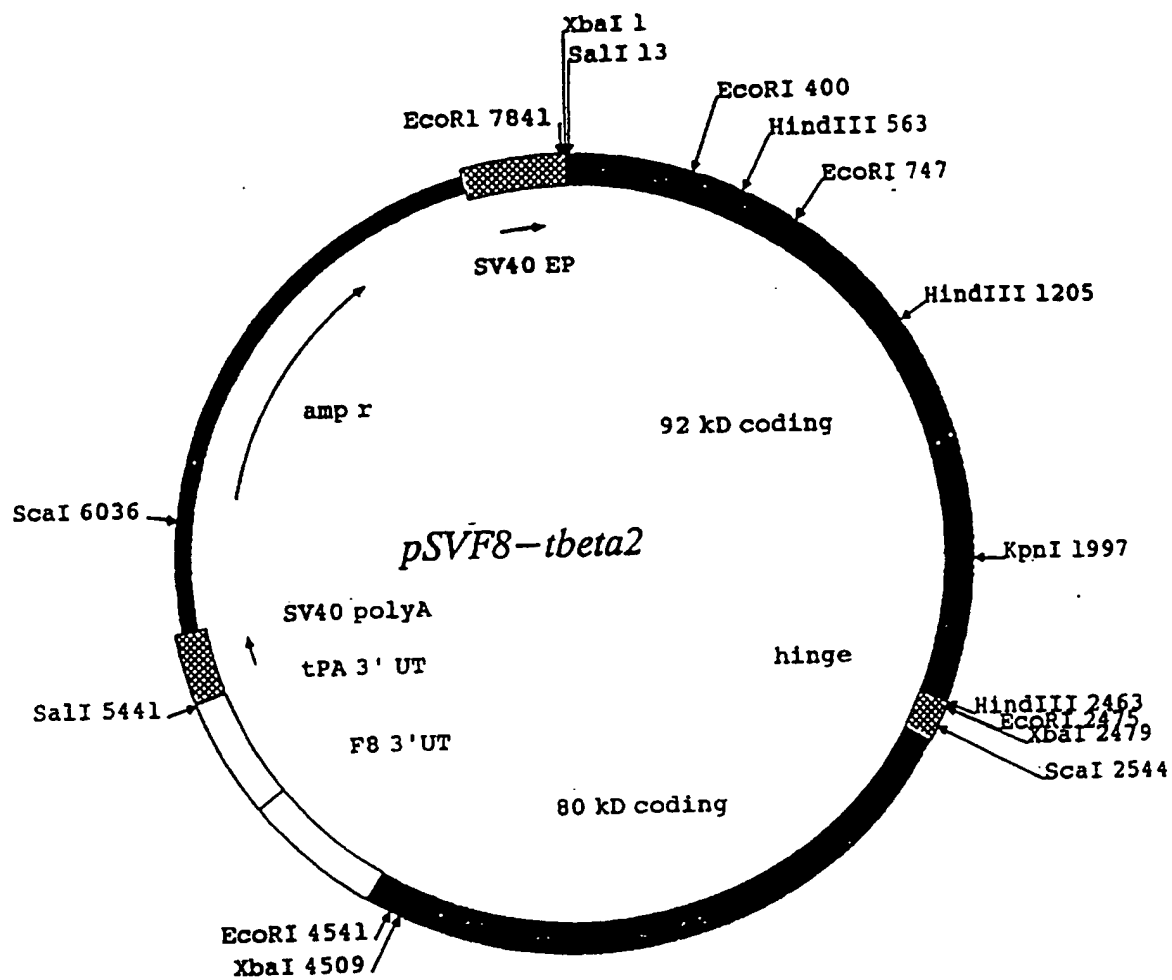 XbaI 1
SalI 13
EcoRI 400
EcoRl 7841
HindIII 563
EcoRI 747
SV40 EP
HindIII 1205
amp r
92 kD coding
ScaI 6036
pSVF8-tbeta2
KpnI 1997
SV40 polyA
hinge
tPA 3' UT
HindIII 2463
SalI 5441
EcoRI 2475
XbaI 2479
F8 3'UT
ScaI 2544
80 kD coding
EcoRI 4541
XbaI 4509